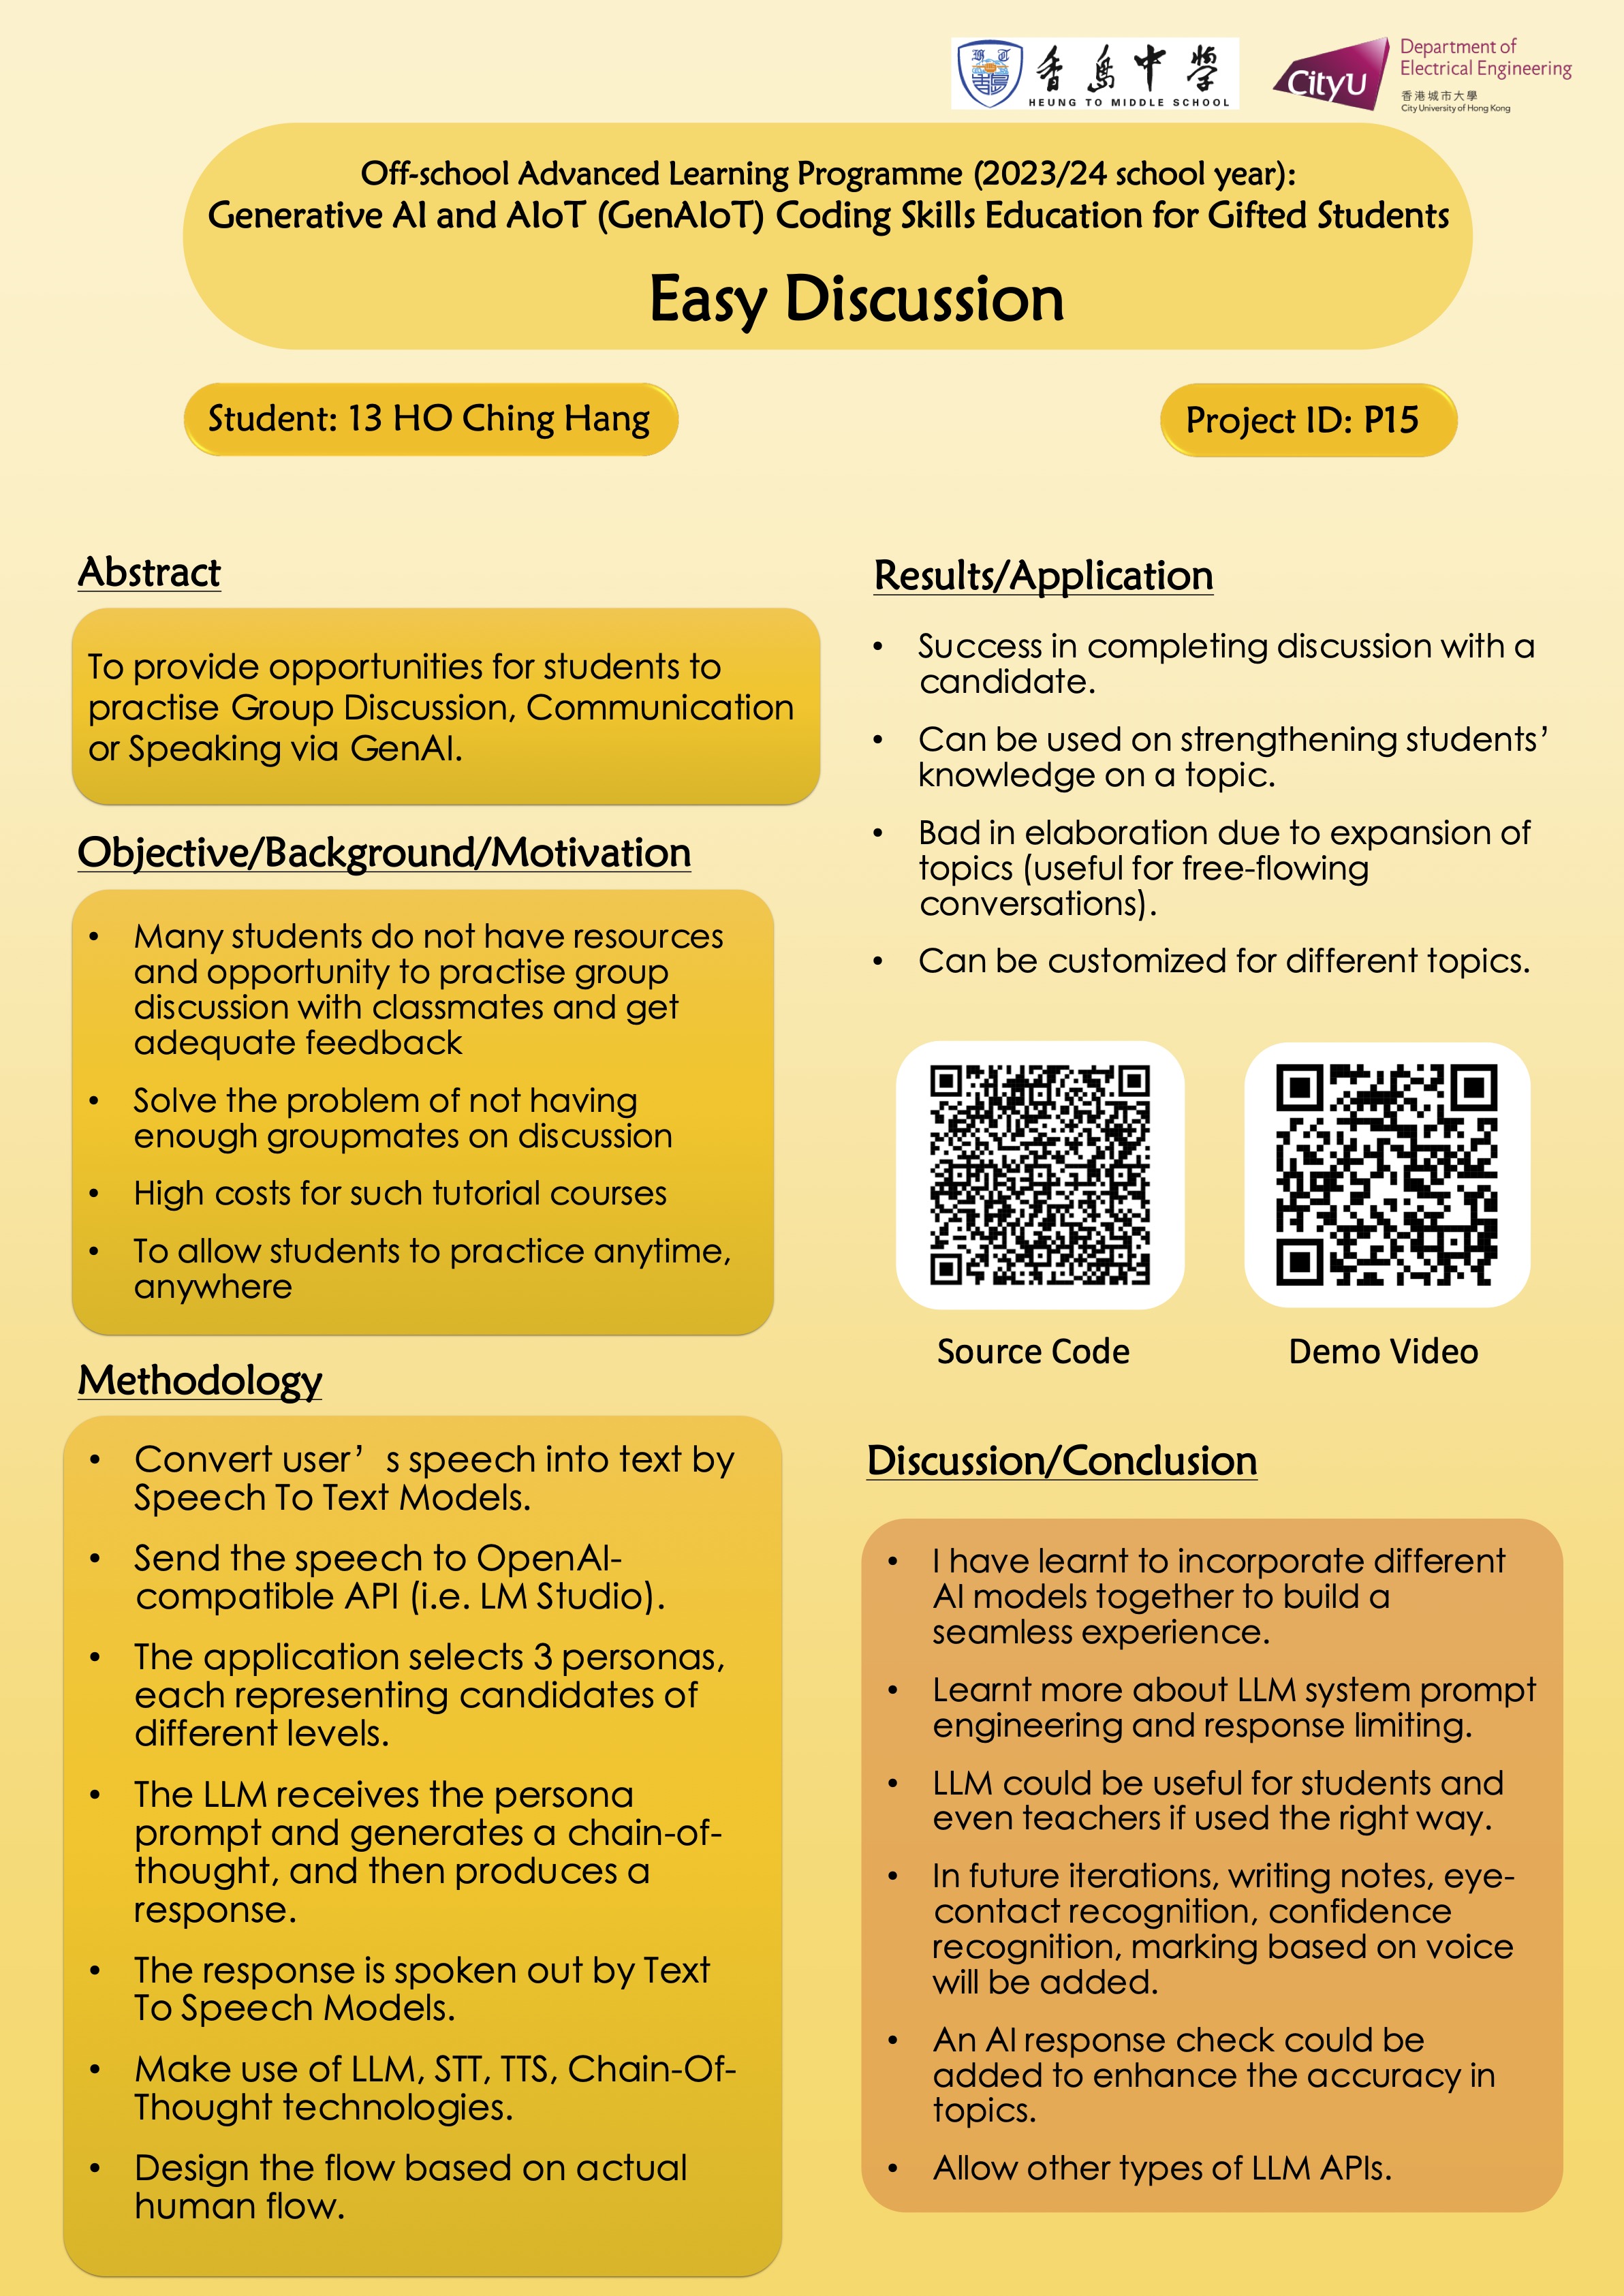 香島中學
HEUNG TO MIDDLE SCHOOL
CityU
Department of
Electrical Engineering
香港城市大學
City University of Hong Kong
Off-school Advanced Learning Programme (2023/24 school year):
Generative AI and AIoT (GenAIoT) Coding Skills Education for Gifted Students
Easy Discussion
Student: 13 HO Ching Hang
Project ID: P15
Abstract
To provide opportunities for students to
practise Group Discussion, Communication
or Speaking via GenAI.
Objective/Background/Motivation
• Many students do not have resources
and opportunity to practise group
discussion with classmates and get
adequate feedback
• Solve the problem of not having
enough groupmates on discussion
• High costs for such tutorial courses
• To allow students to practice anytime,
anywhere
Methodology
• Convert user’ s speech into text by
Speech To Text Models.
• Send the speech to OpenAI-
compatible API (i.e. LM Studio).
• The application selects 3 personas,
each representing candidates of
different levels.
• The LLM receives the persona
prompt and generates a chain-of-
thought, and then produces a
response.
• The response is spoken out by Text
To Speech Models.
• Make use of LLM, STT, TTS, Chain-Of-
Thought technologies.
• Design the flow based on actual
human flow.
Results/Application
• Success in completing discussion with a
candidate.
• Can be used on strengthening students’
knowledge on a topic.
• Bad in elaboration due to expansion of
topics (useful for free-flowing
conversations).
• Can be customized for different topics.
Source Code
Demo Video
Discussion/Conclusion
• I have learnt to incorporate different
AI models together to build a
seamless experience.
• Learnt more about LLM system prompt
engineering and response limiting.
• LLM could be useful for students and
even teachers if used the right way.
• In future iterations, writing notes, eye-
contact recognition, confidence
recognition, marking based on voice
will be added.
• An AI response check could be
added to enhance the accuracy in
topics.
• Allow other types of LLM APIs.